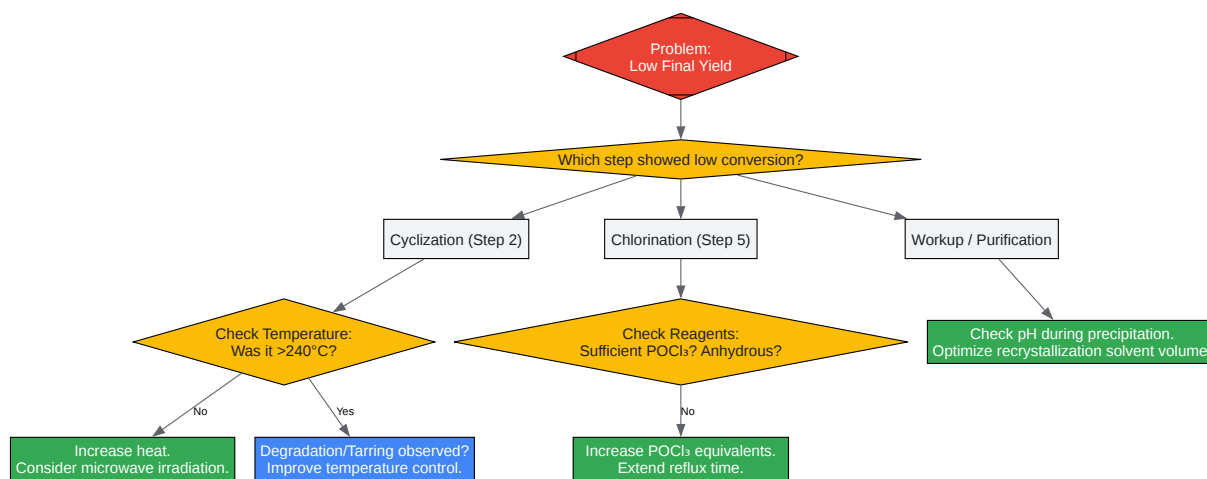 Problem:
Low Final Yield
Which step showed low conversion?
Cyclization (Step 2)
Chlorination (Step 5)
Workup / Purification
Check Temperature:
Was it >240°C?
Check Reagents:
Sufficient POCl₃? Anhydrous?
Check pH during precipitation.
Optimize recrystallization solvent volume
No
Yes
No
Increase heat.
Consider microwave irradiation.
Degradation/Tarring observed?
Improve temperature control.
Increase POCl₃ equivalents.
Extend reflux time.